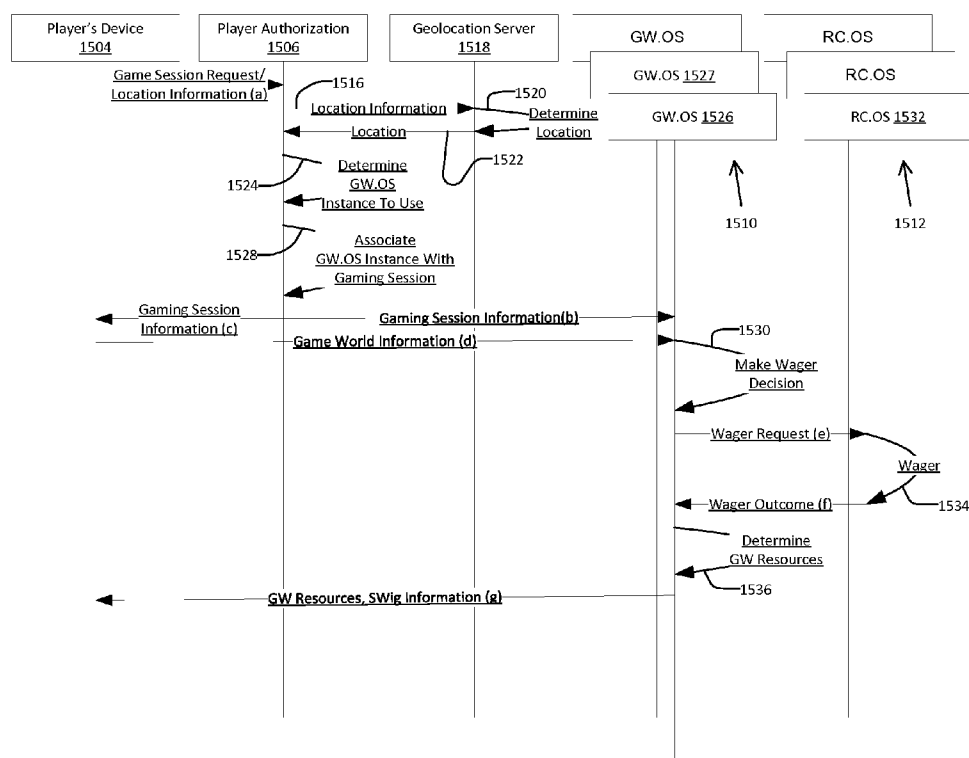 Player's Device
1504
Player Authorization
1506
Geolocation Server
1518
GW.OS
RC.OS
GW.OS 1527
RC.OS
GW.OS 1526
RC.OS 1532
Game Session Request/
Location Information (a)
1516
Location Information
1520
Determine
Location
Location
1522
1524
Determine
GW.OS
Instance To Use
1510
1512
1528
Associate
GW.OS Instance With
Gaming Session
Gaming Session
Information (c)
Gaming Session Information(b)
1530
Game World Information (d)
Make Wager
Decision
Wager Request (e)
Wager
1534
Wager Outcome (f)
Determine
GW Resources
1536
GW Resources, SWig Information (g)